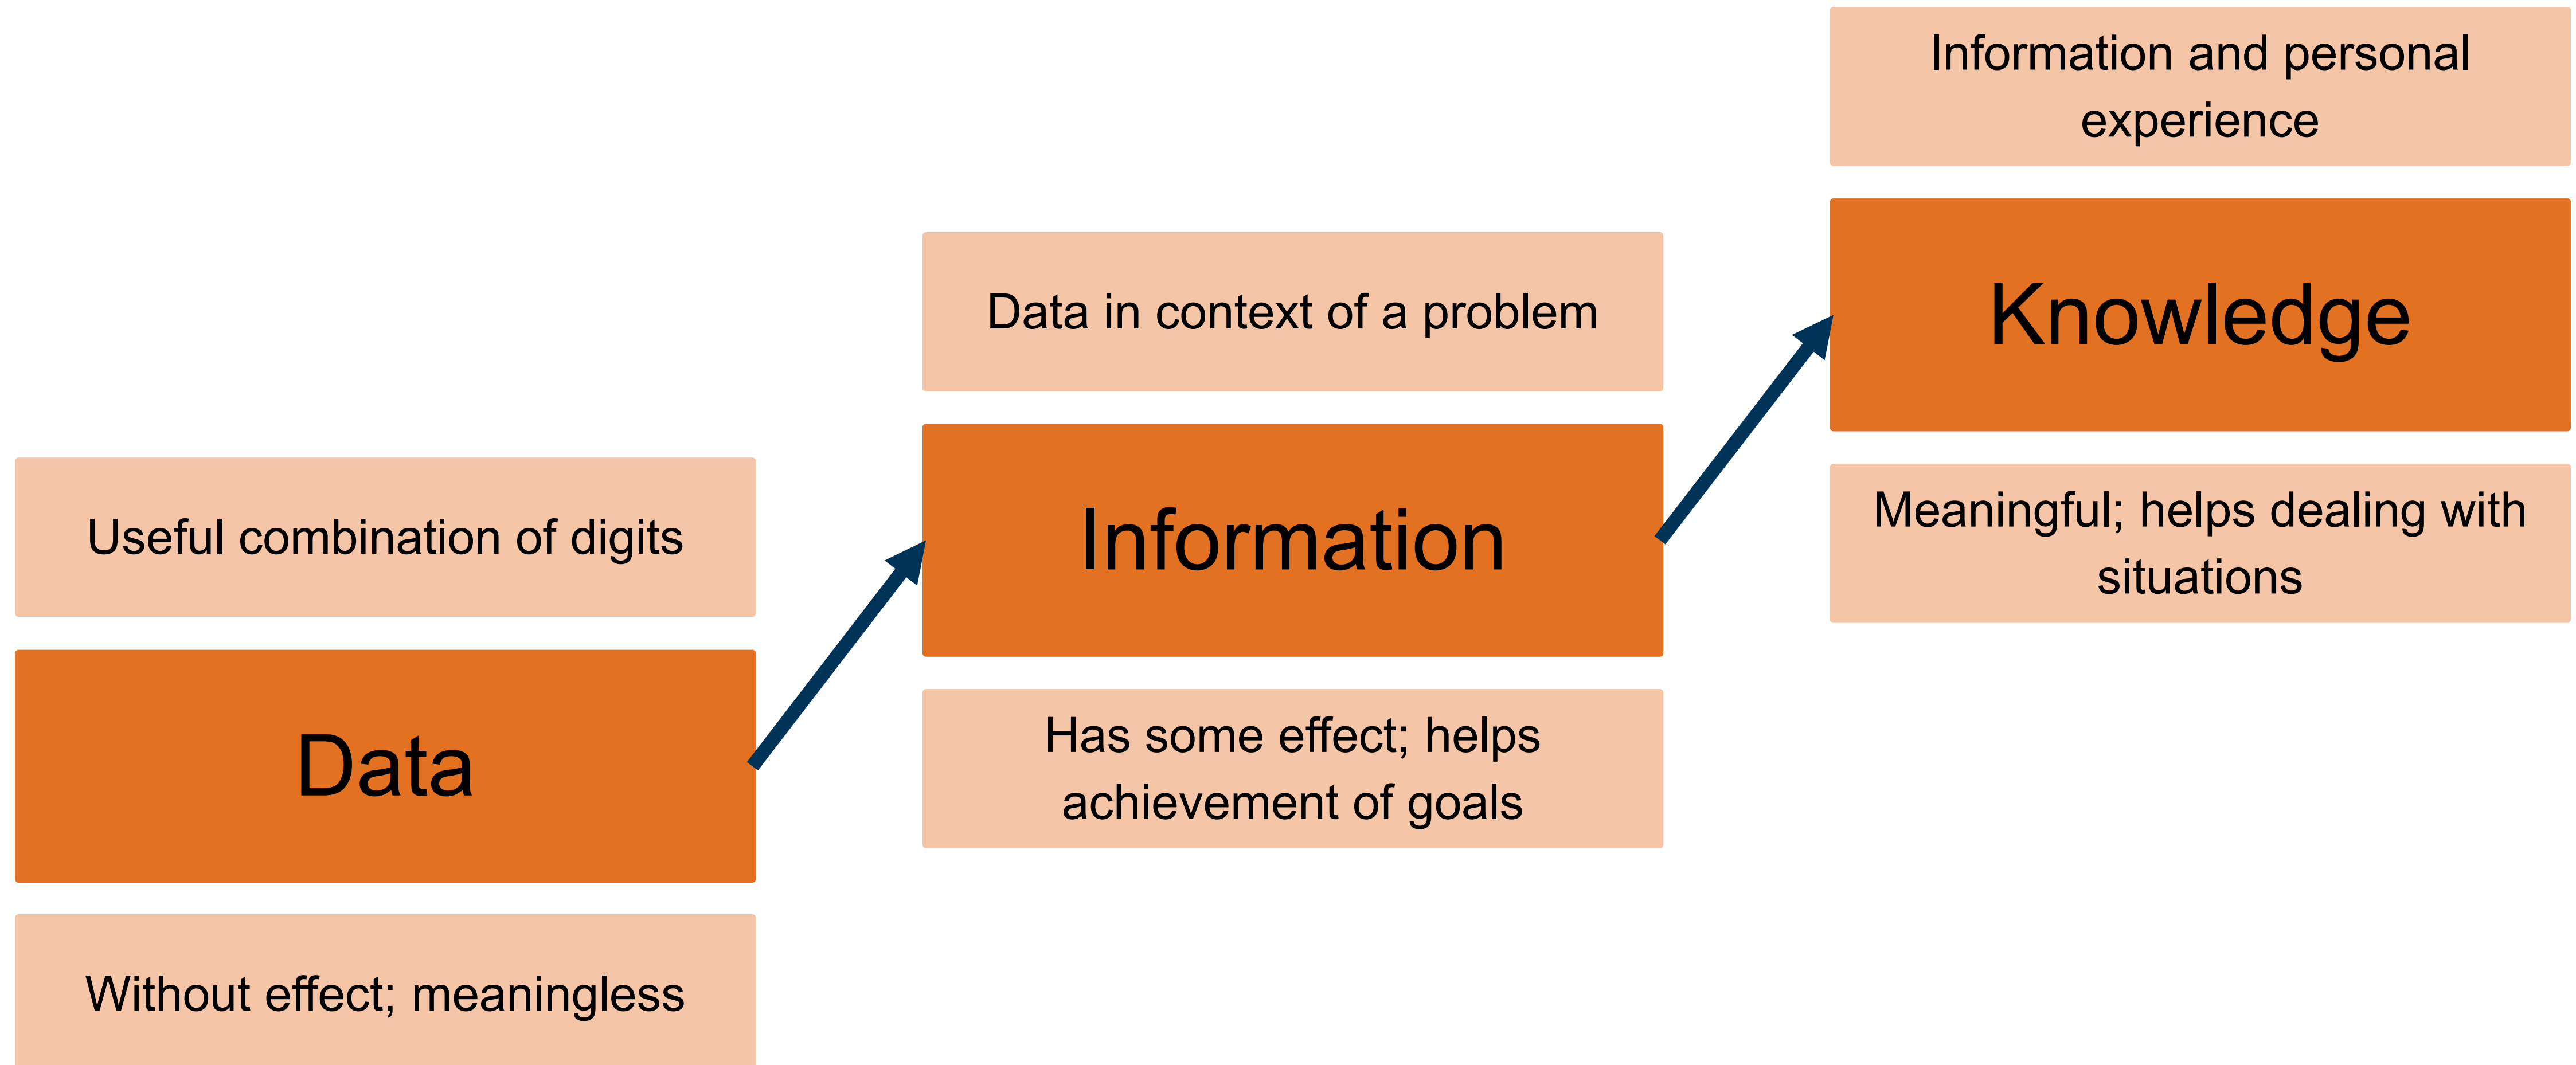 Useful combination of digits
Data
Without effect; meaningless
Data in context of a problem
Information
Has some effect; helps
achievement of goals
Information and personal
experience
Knowledge
Meaningful; helps dealing with
situations